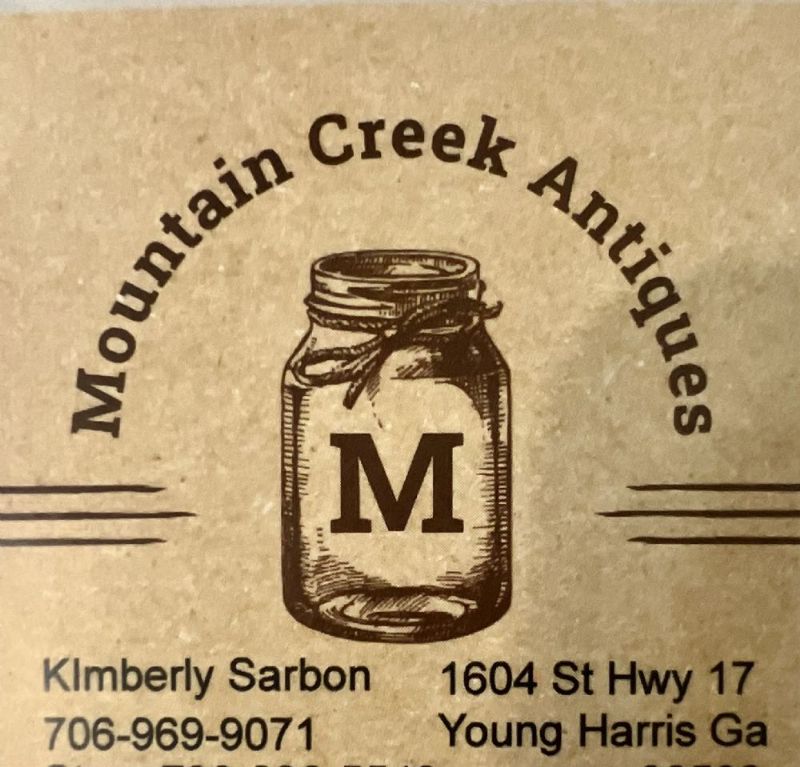 Mountain Creek Antiques
M
KImberly Sarbon
1604 St Hwy 17
706-969-9071
Young Harris Ga